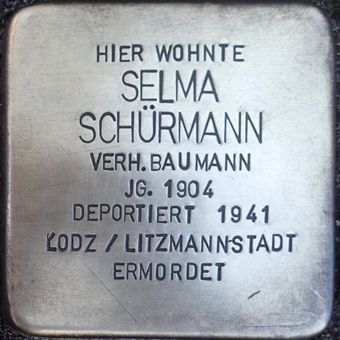 HIER WOHNTE
SELMA
SCHÜRMANN
VERH. BAUMANN
JG. 1904
DEPORTIERT 1941
ŁODZ / LITZMANNSTADT
ERMORDET